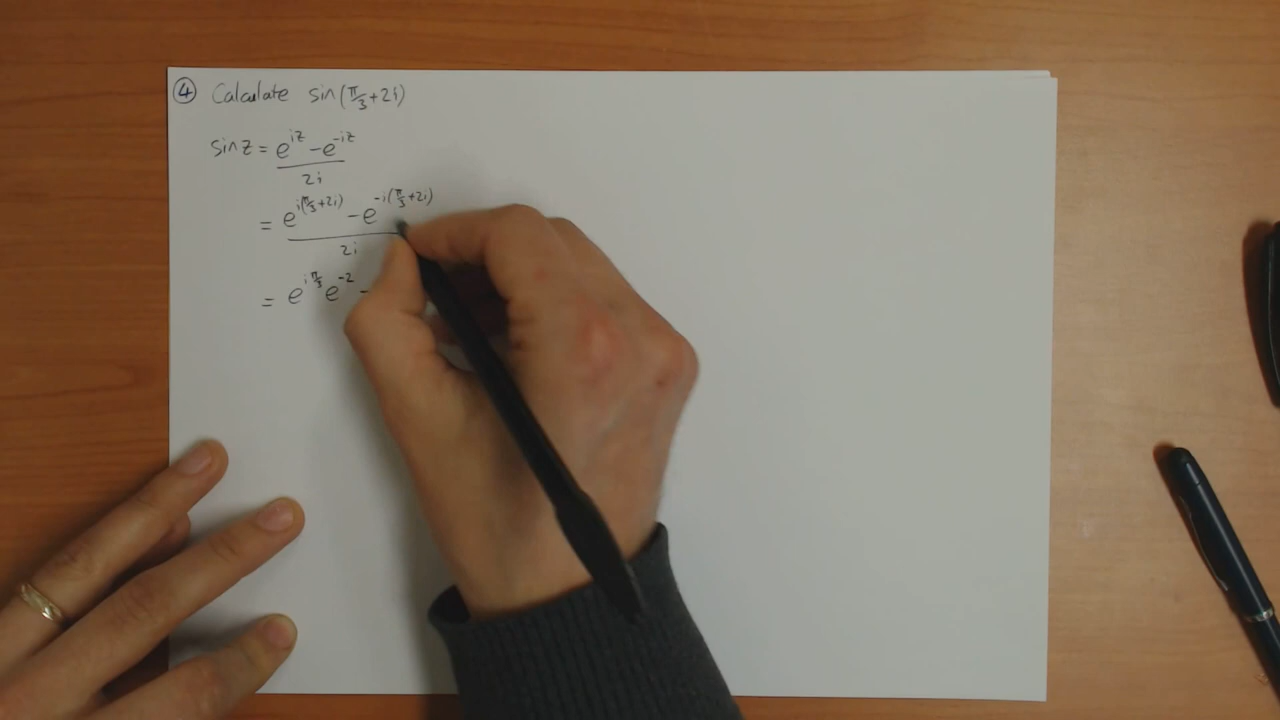 ④ Calculate sin(π/3+2i)
sin z = e^{iz} - e^{-iz}
2i
= e^{i(π/3+2i)} - e^{-i(π/3+2i)}
2i
= e^{iπ/3} e^{-2} -